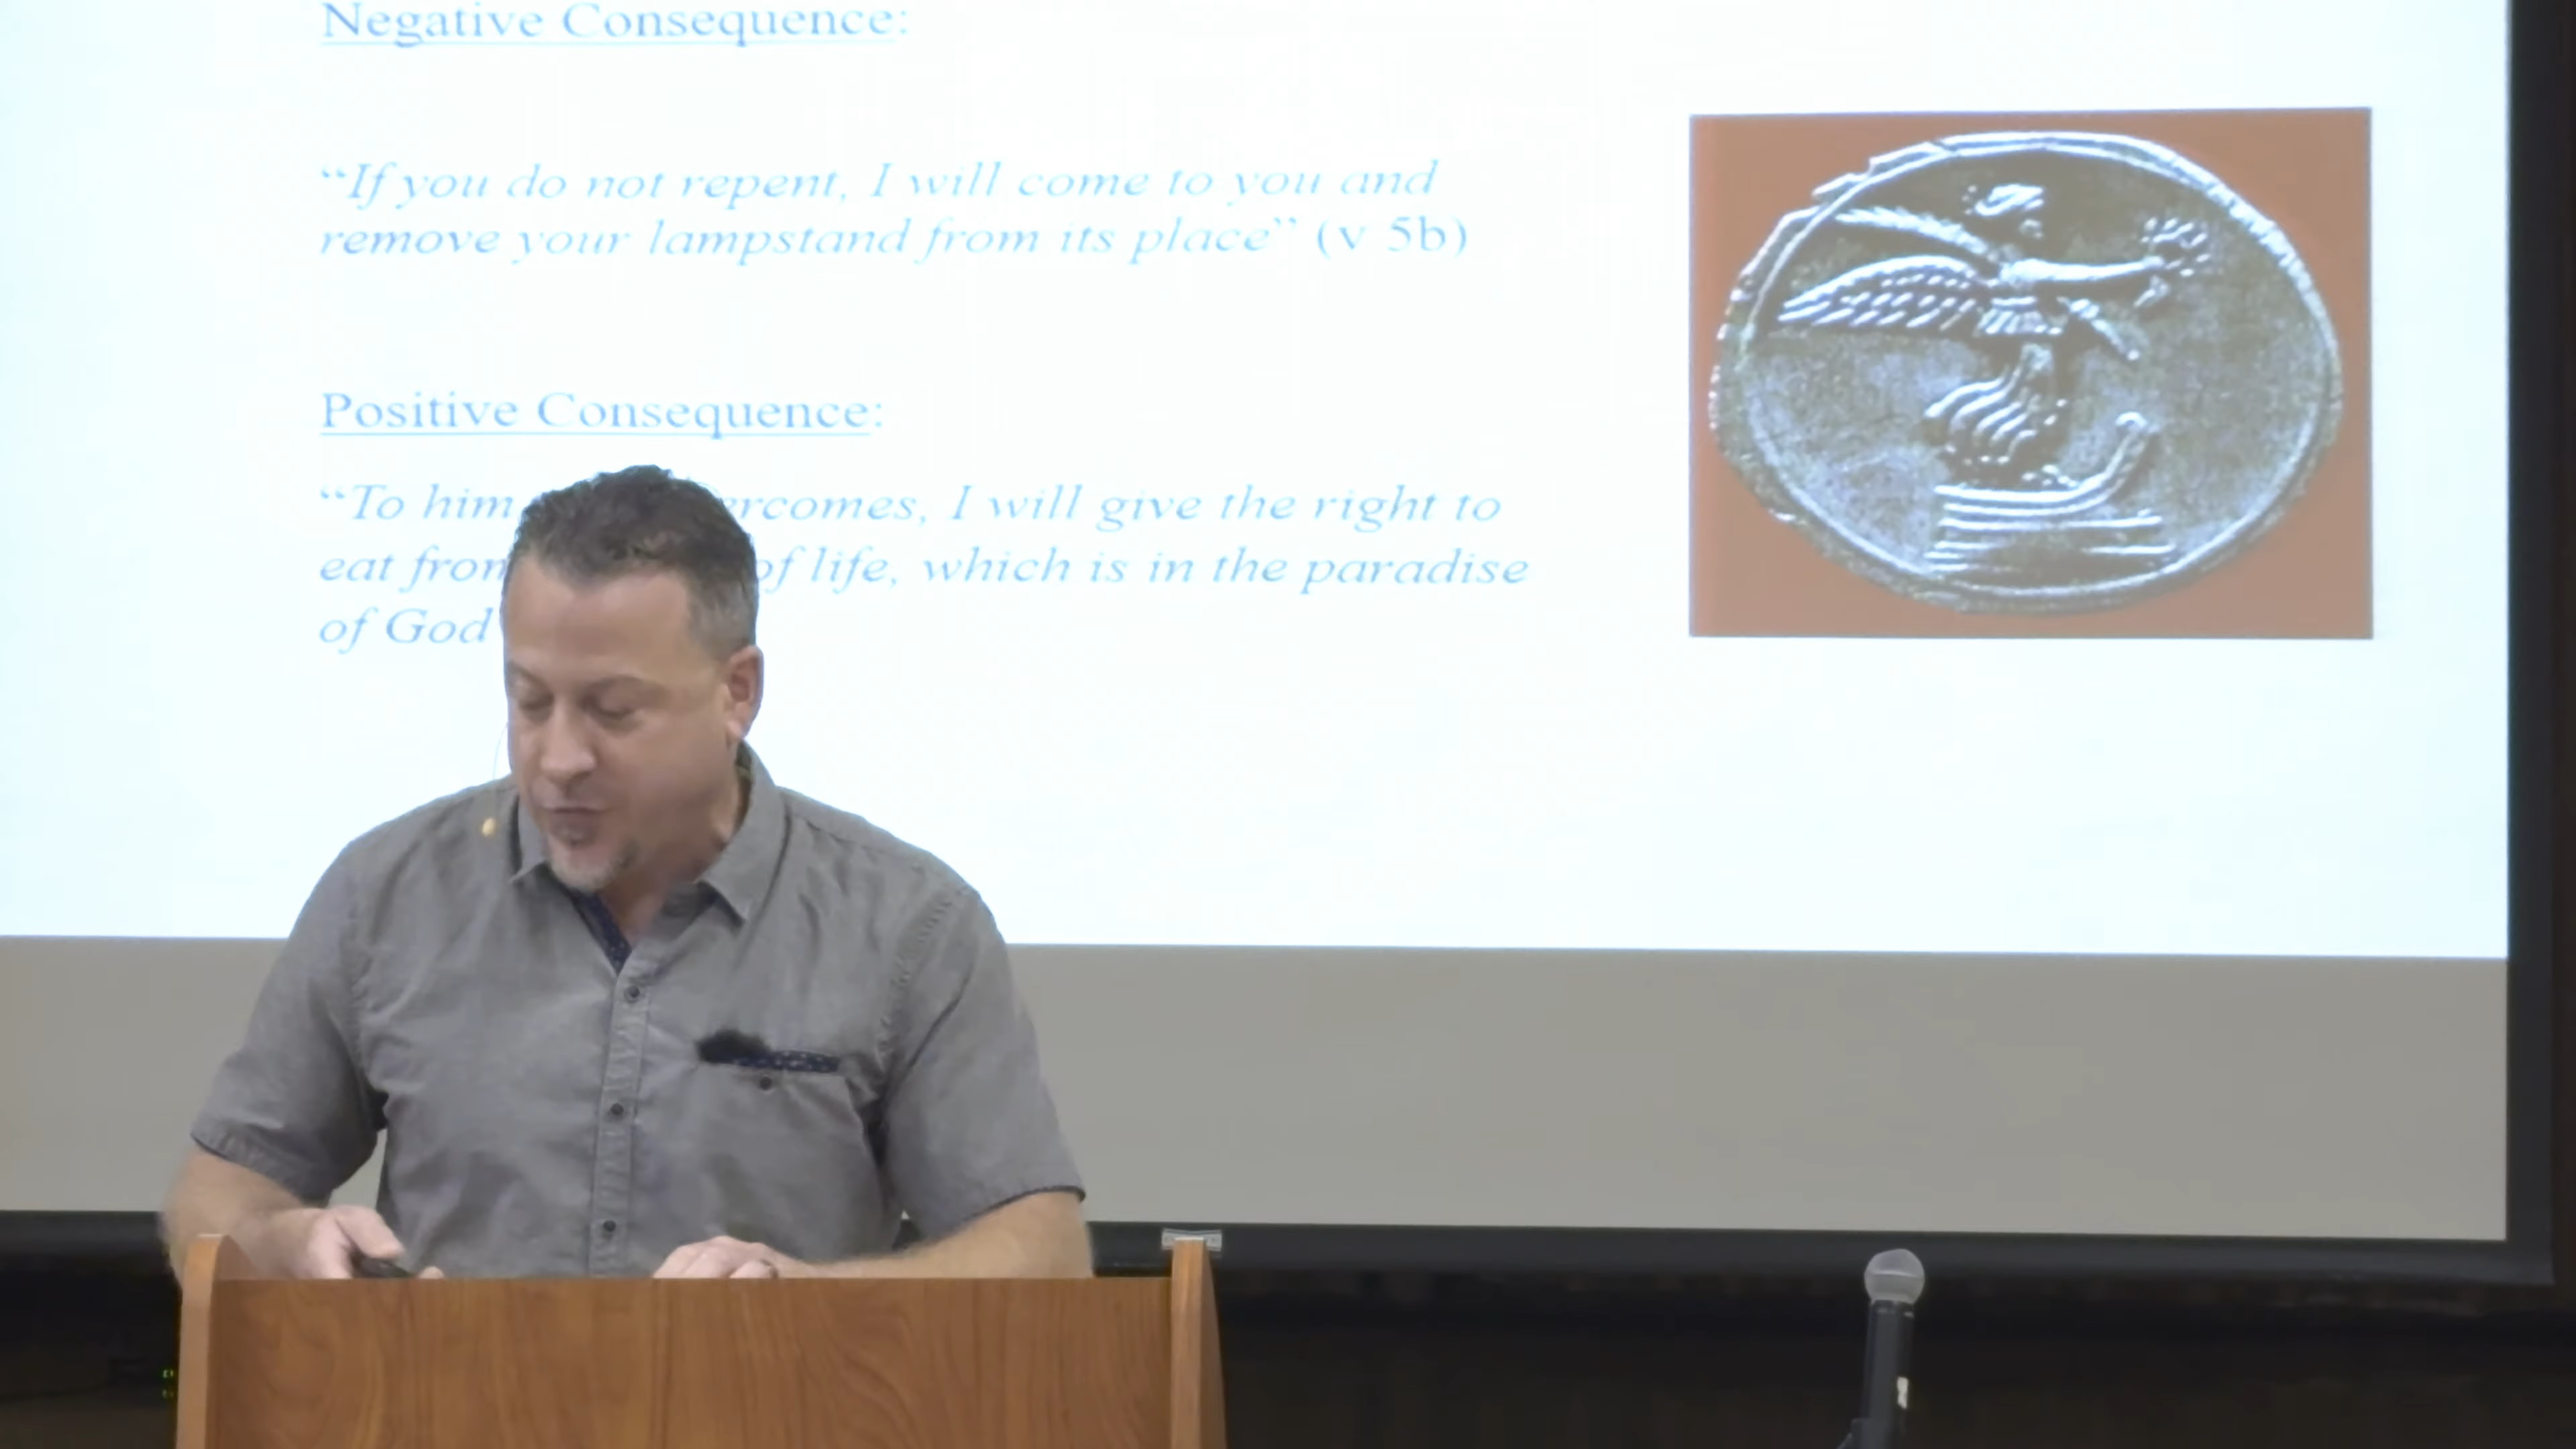 Negative Consequence:
“If you do not repent, I will come to you and
remove your lampstand from its place” (v 5b)
Positive Consequence:
“To him ercomes, I will give the right to
eat from of life, which is in the paradise
of God